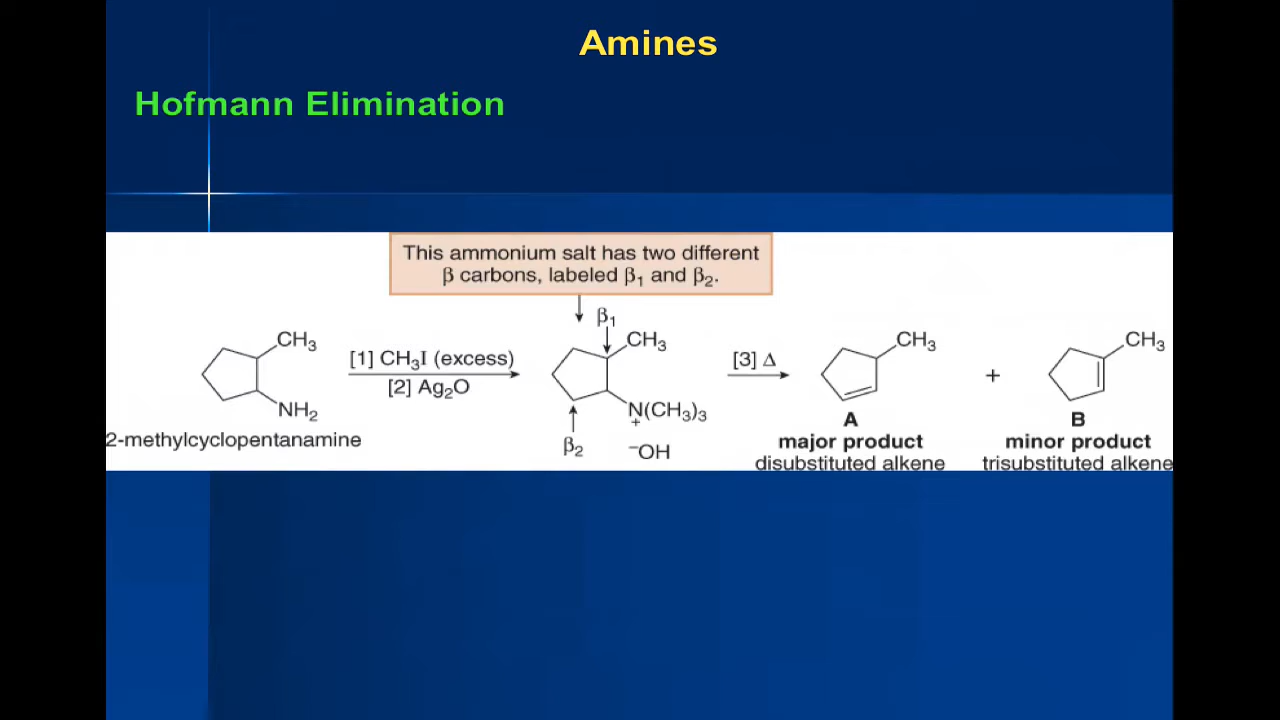 Amines
Hofmann Elimination
This ammonium salt has two different
β carbons, labeled β₁ and β₂.
β₁
CH₃
[1] CH₃I (excess)
[2] Ag₂O
NH₂
2-methylcyclopentanamine
CH₃
N(CH₃)₃
+
β₂
⁻OH
[3] Δ
CH₃
A
major product
disubstituted alkene
+
CH₃
B
minor product
trisubstituted alkene